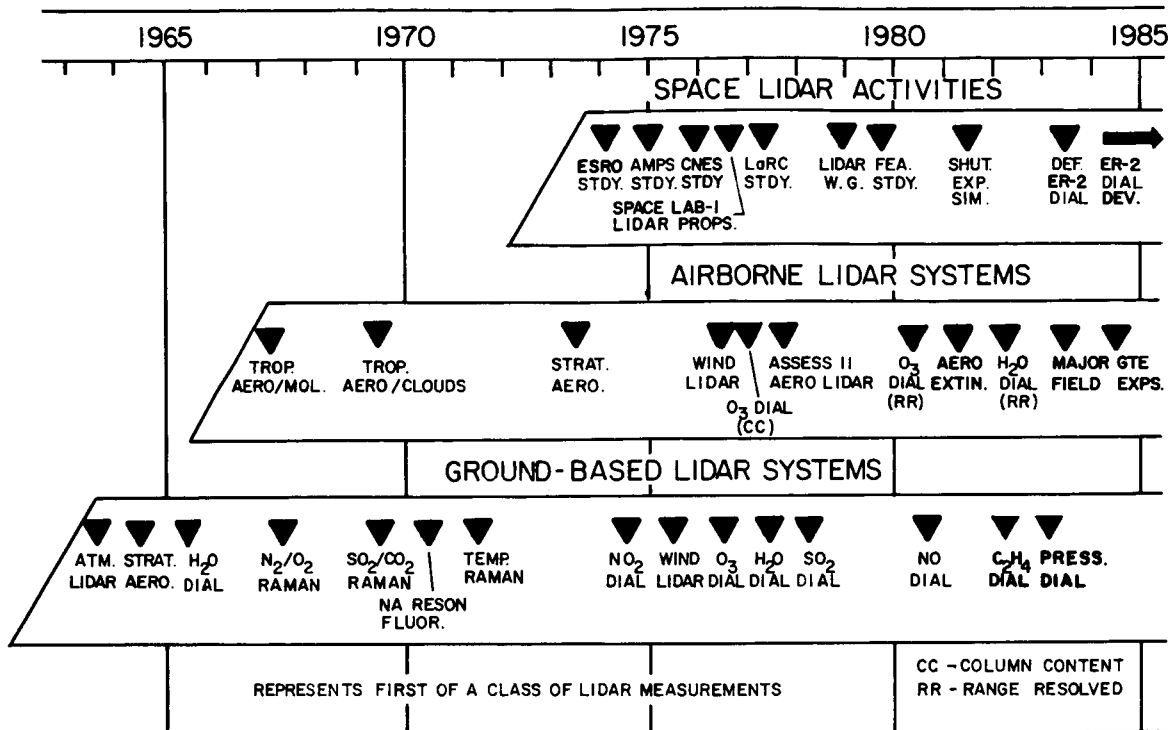 1965 1970 1975 1980 1985
SPACE LIDAR ACTIVITIES
ESRO STDY.
AMPS STDY.
CNES STDY
SPACE LAB-1 LIDAR PROPS.
LaRC STDY.
LIDAR W.G.
FEA. STDY.
SHUT. EXP. SIM.
DEF. ER-2 DIAL
ER-2 DIAL DEV.
AIRBORNE LIDAR SYSTEMS
TROP. AERO/MOL.
TROP. AERO/CLOUDS
STRAT. AERO.
WIND LIDAR
O3 DIAL (CC)
ASSESS II AERO LIDAR
O3 DIAL (RR)
AERO EXTIN.
H2O DIAL (RR)
MAJOR FIELD
GTE EXPS.
GROUND-BASED LIDAR SYSTEMS
ATM. LIDAR
STRAT. AERO.
H2O DIAL
N2/O2 RAMAN
SO2/CO2 RAMAN
NA RESON FLUOR.
TEMP. RAMAN
NO2 DIAL
WIND LIDAR
O3 DIAL
H2O DIAL
SO2 DIAL
NO DIAL
C2H4 DIAL
PRESS. DIAL
REPRESENTS FIRST OF A CLASS OF LIDAR MEASUREMENTS
CC - COLUMN CONTENT
RR - RANGE RESOLVED